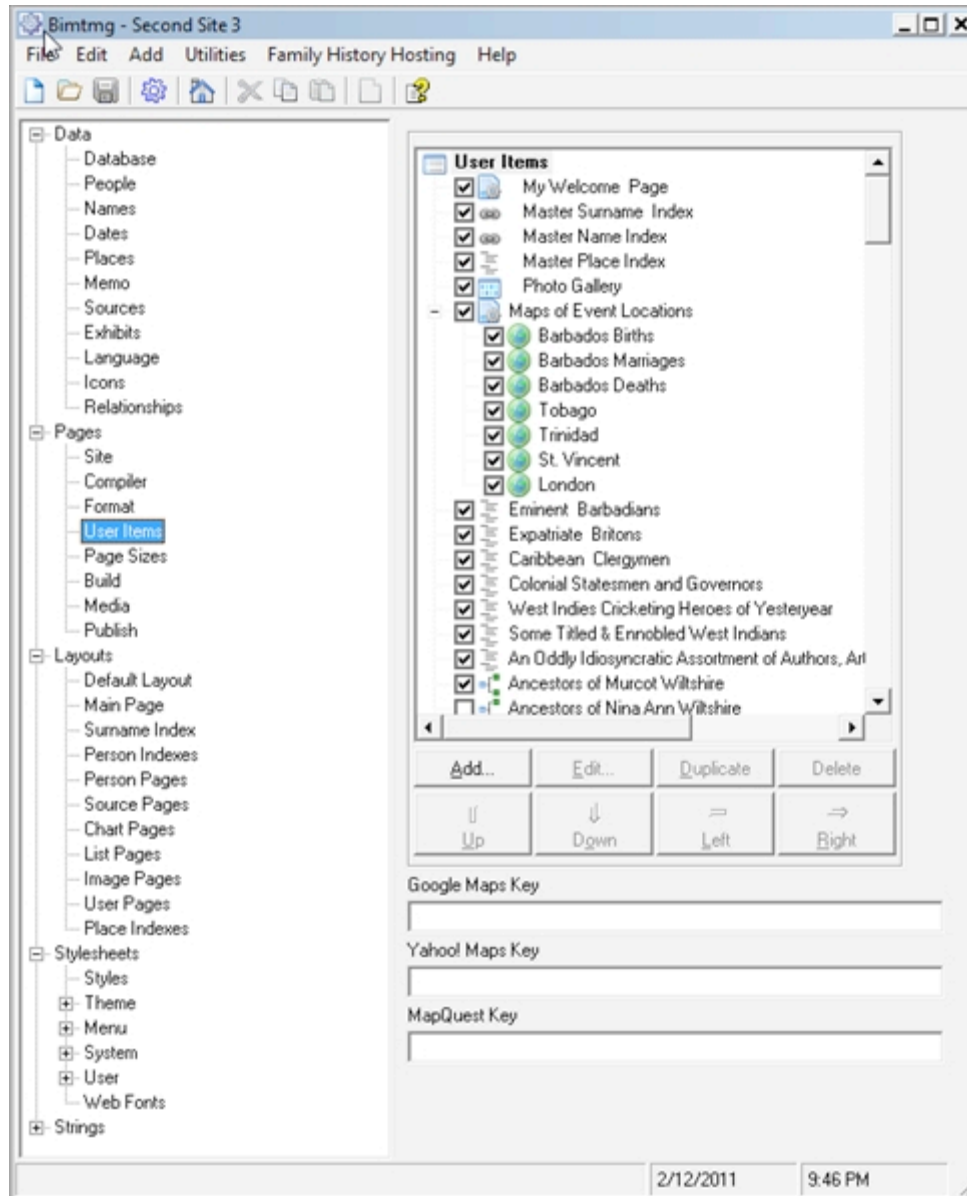 Bimtmg - Second Site 3
File Edit Add Utilities Family History Hosting Help
Data
Database
People
Names
Dates
Places
Memo
Sources
Exhibits
Language
Icons
Relationships
Pages
Site
Compiler
Format
User Items
Page Sizes
Build
Media
Publish
Layouts
Default Layout
Main Page
Surname Index
Person Indexes
Person Pages
Source Pages
Chart Pages
List Pages
Image Pages
User Pages
Place Indexes
Stylesheets
Styles
Theme
Menu
System
User
Web Fonts
Strings
User Items
My Welcome Page
Master Surname Index
Master Name Index
Master Place Index
Photo Gallery
Maps of Event Locations
Barbados Births
Barbados Marriages
Barbados Deaths
Tobago
Trinidad
St. Vincent
London
Eminent Barbadians
Expatriate Britons
Caribbean Clergymen
Colonial Statesmen and Governors
West Indies Cricketing Heroes of Yesteryear
Some Titled & Ennobled West Indians
An Oddly Idiosyncratic Assortment of Authors, Art
Ancestors of Murcot Wiltshire
Ancestors of Nina Ann Wiltshire
Add... Edit... Duplicate Delete
Up Down Left Right
Google Maps Key
Yahoo! Maps Key
MapQuest Key
2/12/2011 9:46 PM